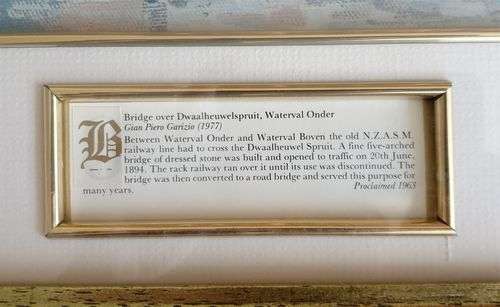 Bridge over Dwaalheuwelspruit, Waterval Onder
Gian Piero Garizio (1977)
Between Waterval Onder and Waterval Boven the old N.Z.A.S.M.
railway line had to cross the Dwaalheuwel Spruit. A fine five-arched
bridge of dressed stone was built and opened to traffic on 20th June,
1894. The rack railway ran over it until its use was discontinued. The
bridge was then converted to a road bridge and served this purpose for
many years. Proclaimed 1963